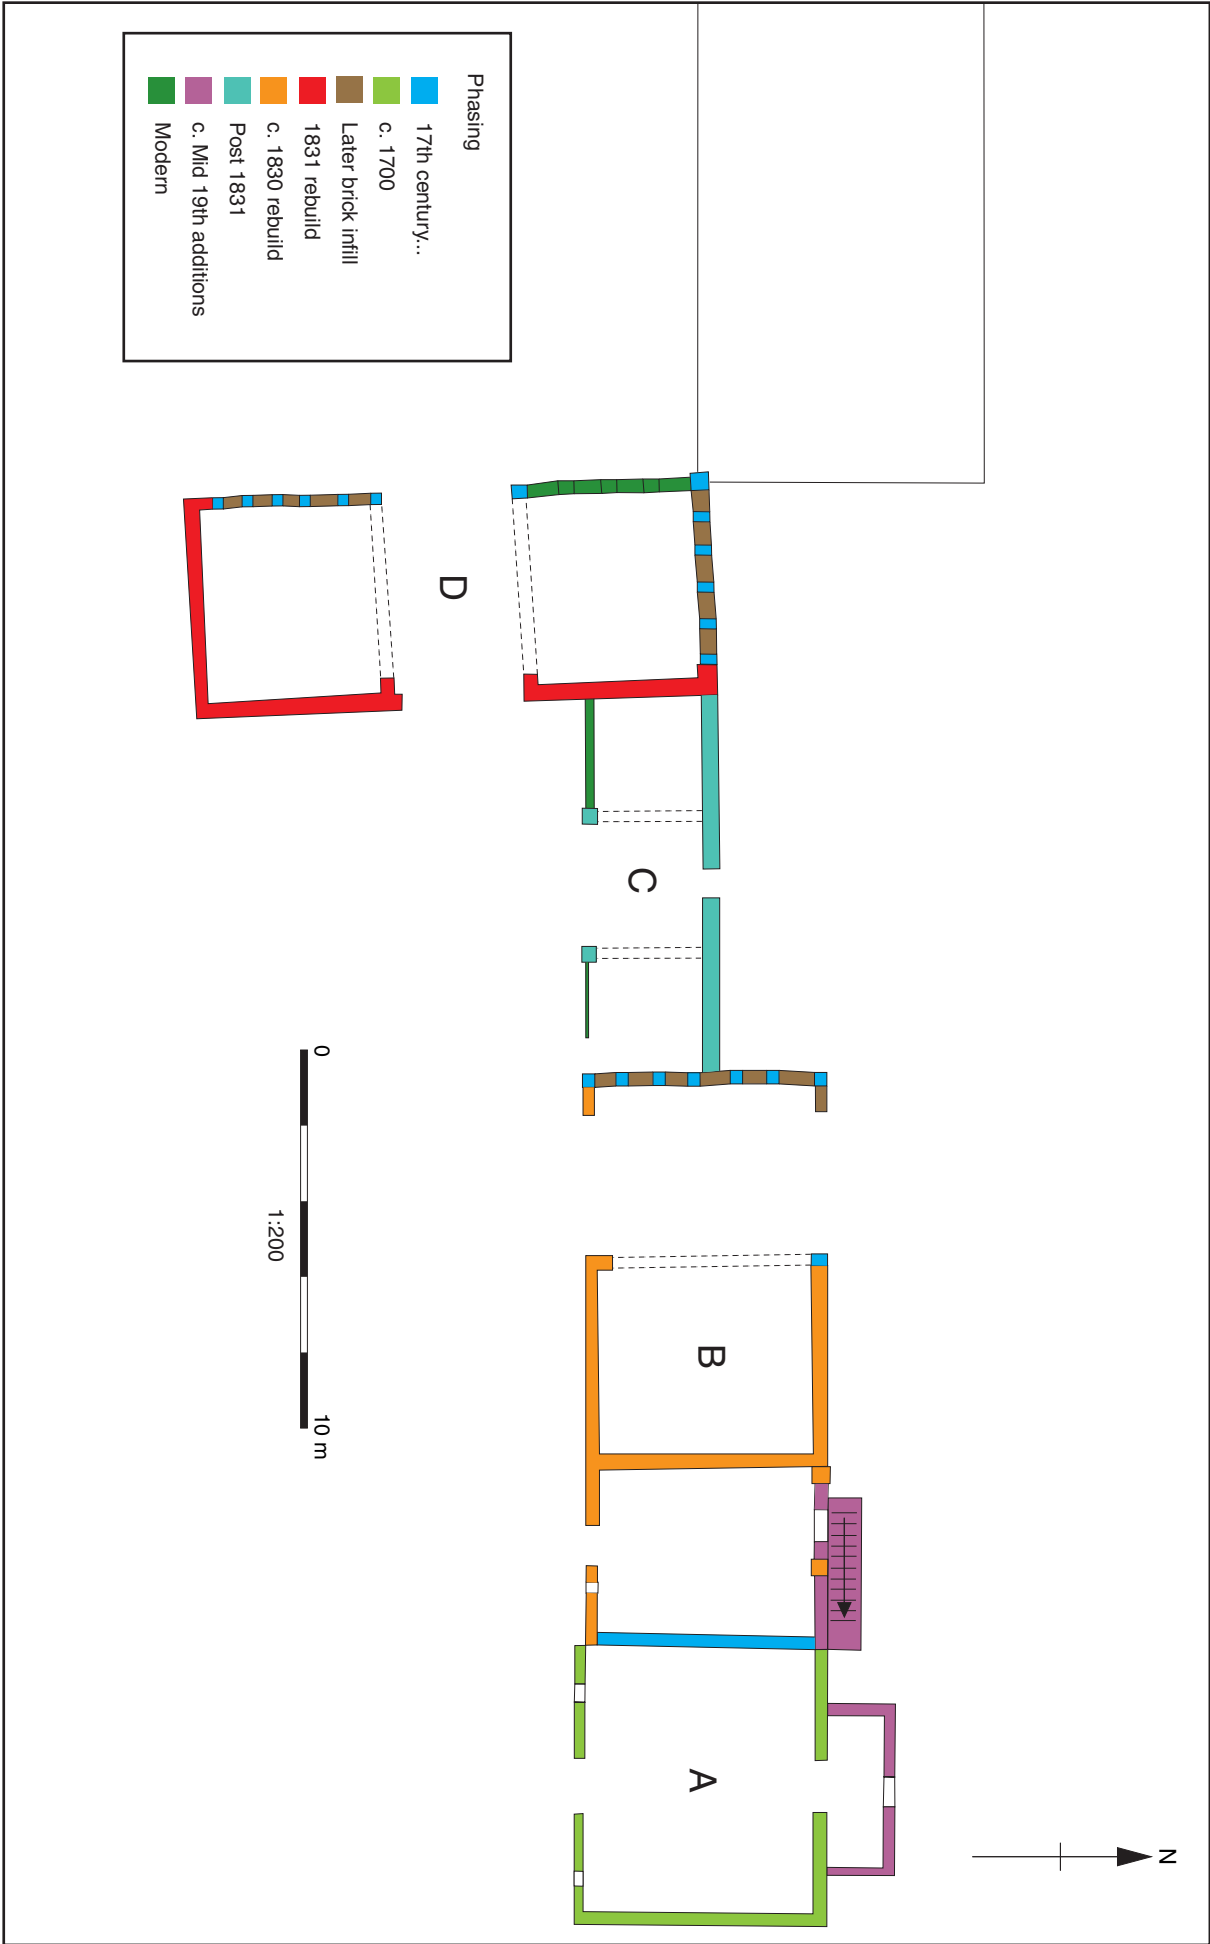 Phasing
17th century...
c. 1700
Later brick infill
1831 rebuild
c. 1830 rebuild
Post 1831
c. Mid 19th additions
Modern
D
C
B
A
N
0
10 m
1:200